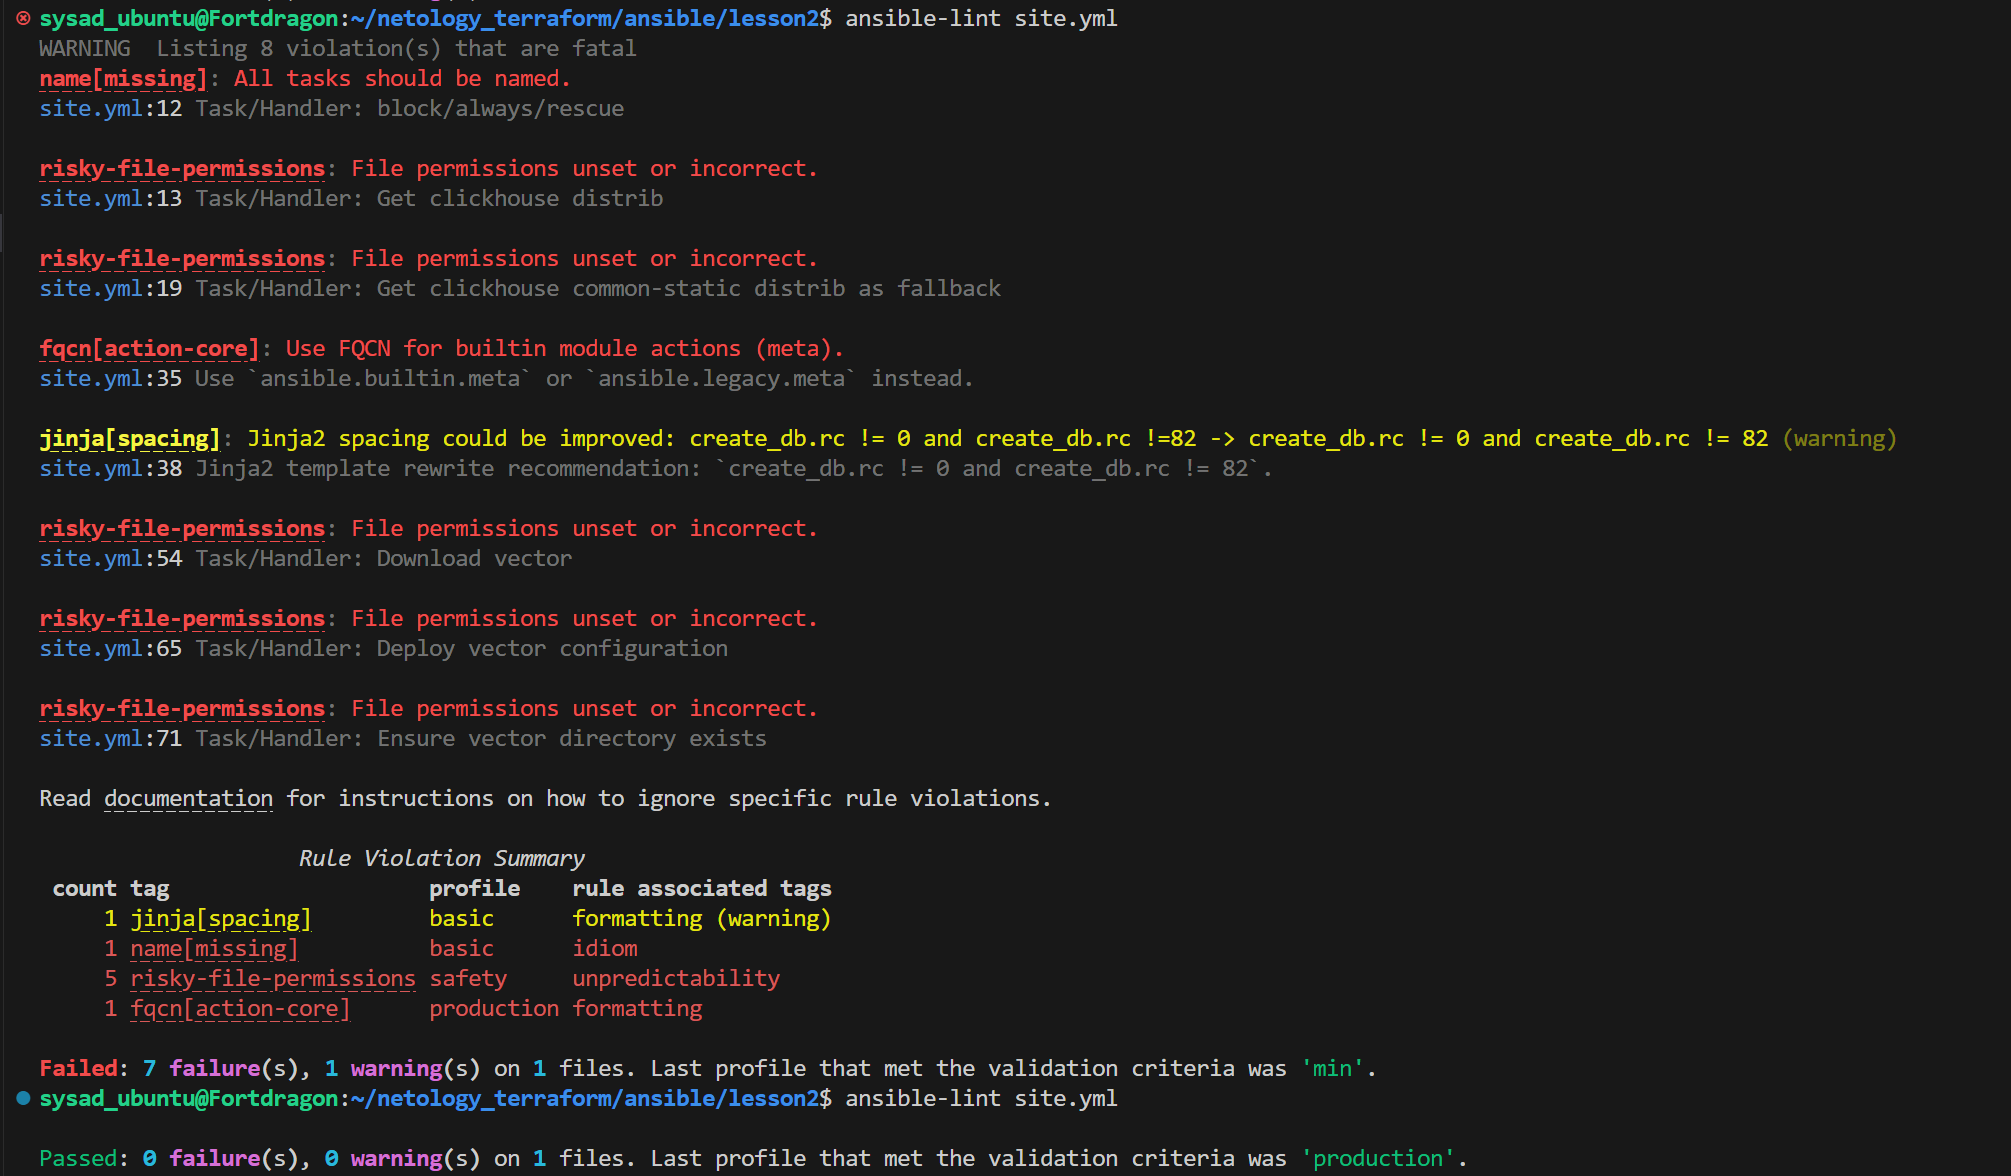 sysad_ubuntu@Fortdragon:~/netology_terraform/ansible/lesson2$ ansible-lint site.yml
WARNING  Listing 8 violation(s) that are fatal
name[missing]: All tasks should be named.
site.yml:12 Task/Handler: block/always/rescue
risky-file-permissions: File permissions unset or incorrect.
site.yml:13 Task/Handler: Get clickhouse distrib
risky-file-permissions: File permissions unset or incorrect.
site.yml:19 Task/Handler: Get clickhouse common-static distrib as fallback
fqcn[action-core]: Use FQCN for builtin module actions (meta).
site.yml:35 Use `ansible.builtin.meta` or `ansible.legacy.meta` instead.
jinja[spacing]: Jinja2 spacing could be improved: create_db.rc != 0 and create_db.rc !=82 -> create_db.rc != 0 and create_db.rc != 82 (warning)
site.yml:38 Jinja2 template rewrite recommendation: `create_db.rc != 0 and create_db.rc != 82`.
risky-file-permissions: File permissions unset or incorrect.
site.yml:54 Task/Handler: Download vector
risky-file-permissions: File permissions unset or incorrect.
site.yml:65 Task/Handler: Deploy vector configuration
risky-file-permissions: File permissions unset or incorrect.
site.yml:71 Task/Handler: Ensure vector directory exists
Read documentation for instructions on how to ignore specific rule violations.
Rule Violation Summary
count tag profile rule associated tags
1 jinja[spacing] basic formatting (warning)
1 name[missing] basic idiom
5 risky-file-permissions safety unpredictability
1 fqcn[action-core] production formatting
Failed: 7 failure(s), 1 warning(s) on 1 files. Last profile that met the validation criteria was 'min'.
sysad_ubuntu@Fortdragon:~/netology_terraform/ansible/lesson2$ ansible-lint site.yml
Passed: 0 failure(s), 0 warning(s) on 1 files. Last profile that met the validation criteria was 'production'.